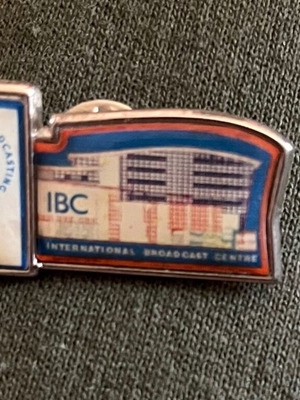 CASTING
IBC
INTERNATIONAL BROADCAST CENTRE